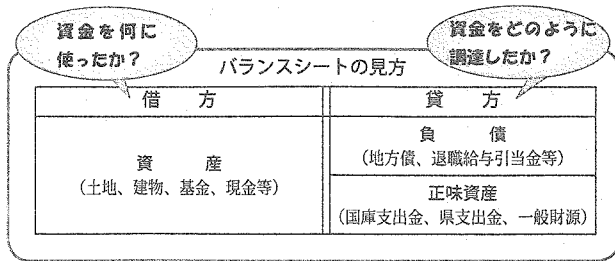 資金を何に
使ったか？
資金をどのように
調達したか？
バランスシートの見方
借方
貸方
資産
（土地、建物、基金、現金等）
負債
（地方債、退職給与引当金等）
正味資産
（国庫支出金、県支出金、一般財源）